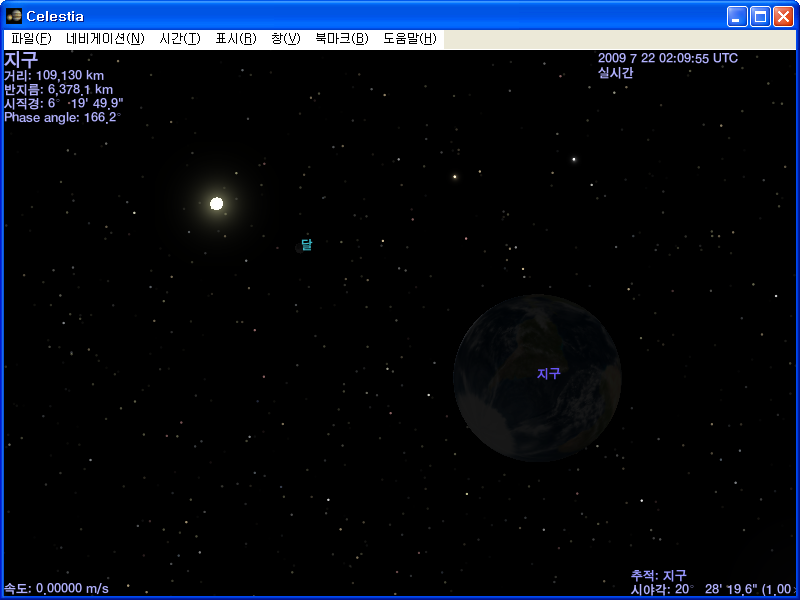 Celestia
파일(F) 네비게이션(N) 시간(T) 표시(R) 창(V) 북마크(B) 도움말(H)
지구
거리: 109,130 km
반지름: 6,378.1 km
시직경: 6° 19' 49.9"
Phase angle: 166.2°
2009 7 22 02:09:55 UTC
실시간
달
지구
속도: 0.00000 m/s
추적: 지구
시야각: 20° 28' 19.6" (1.00